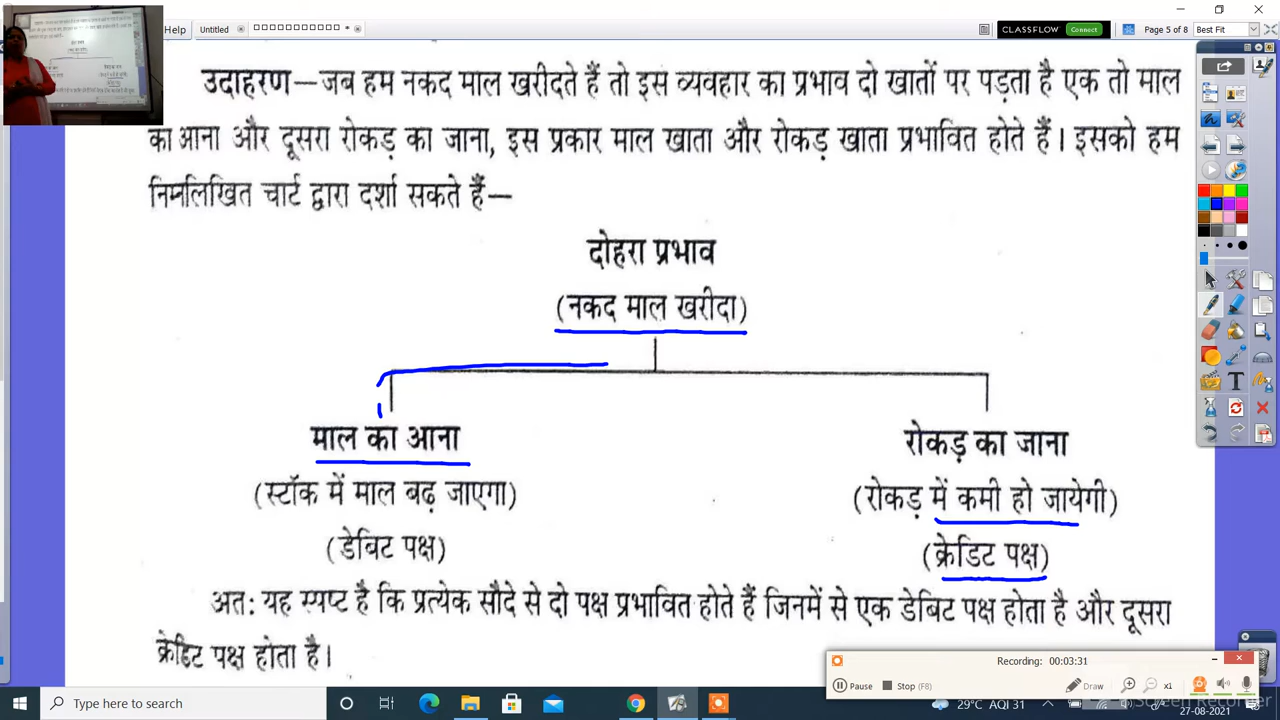 Help
Untitled
CLASSFLOW
Connect
Page 5 of 8
Best Fit
उदाहरण—जब हम नकद माल खरीदते हैं तो इस व्यवहार का प्रभाव दो खातों पर पड़ता है एक तो माल
का आना और दूसरा रोकड़ का जाना, इस प्रकार माल खाता और रोकड़ खाता प्रभावित होते हैं। इसको हम
निमलिखित चार्ट द्वारा दर्शा सकते हैं—
दोहरा प्रभाव
(नकद माल खरीदा)
माल का आना
रोकड़ का जाना
(स्टॉक में माल बढ़ जाएगा)
(रोकड़ में कमी हो जायेगी)
(डेबिट पक्ष)
(क्रेडिट पक्ष)
अतः यह स्पष्ट है कि प्रत्येक सौदे से दो पक्ष प्रभावित होते हैं जिनमें से एक डेबिट पक्ष होता है और दूसरा
क्रेडिट पक्ष होता है।
Recording: 00:03:31
Pause
Stop (F8)
Draw
x1
Type here to search
29°C AQI 31
27-08-2021
Screen Recorder